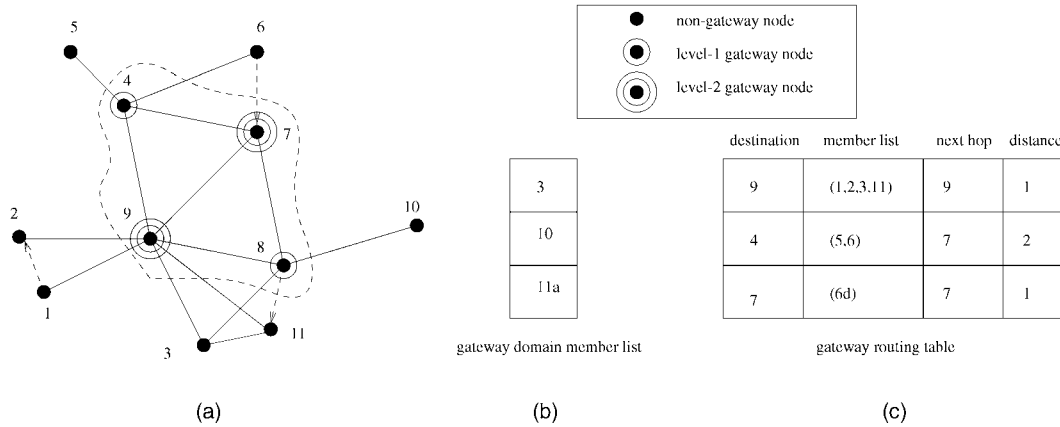 5
6
non-gateway node
level-1 gateway node
level-2 gateway node
4
7
destination member list next hop distance
3
9 (1,2,3,11) 9 1
2
9
10
8
10
4 (5,6) 7 2
1
11a
7 (6d) 7 1
3
11
gateway domain member list
gateway routing table
(a)
(b)
(c)